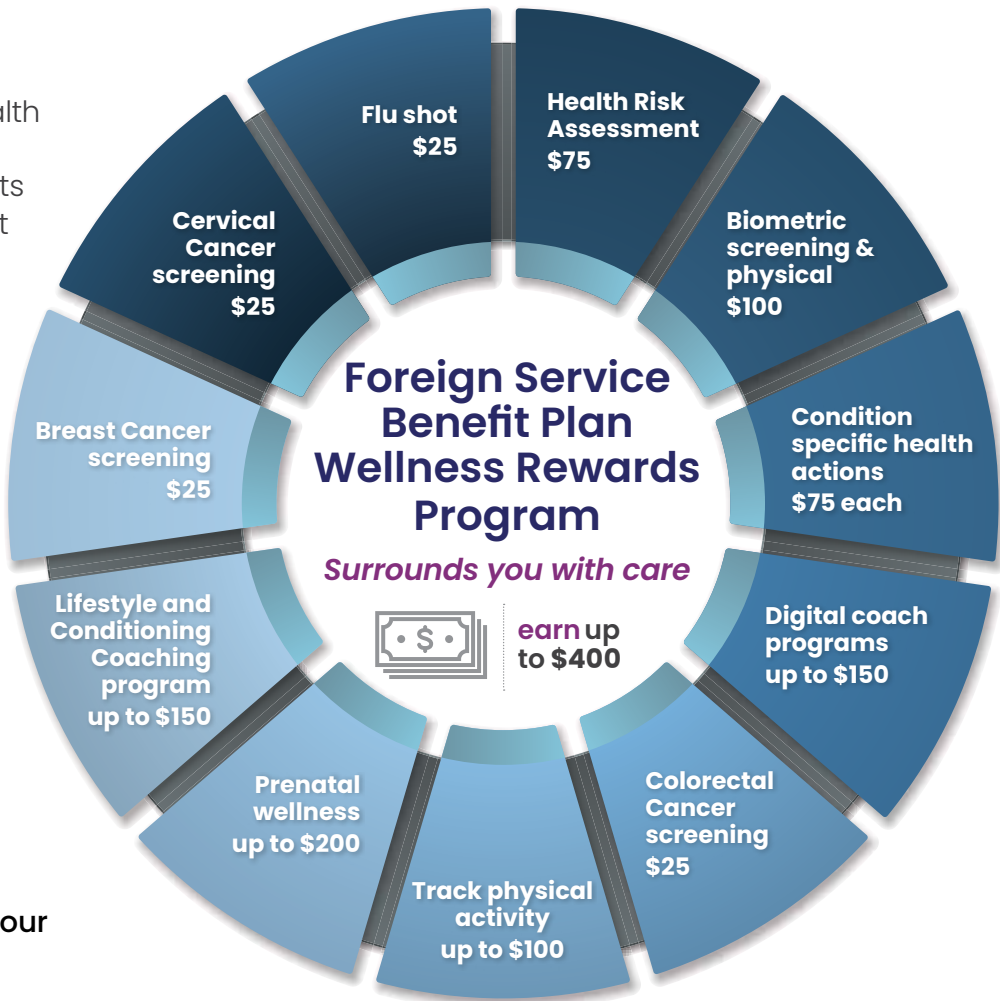 alth
ts
t
Flu shot
$25
Health Risk
Assessment
$75
Biometric
screening &
physical
$100
Condition
specific health
actions
$75 each
Digital coach
programs
up to $150
Colorectal
Cancer
screening
$25
Track physical
activity
up to $100
Prenatal
wellness
up to $200
Lifestyle and
Conditioning
Coaching
program
up to $150
Breast Cancer
screening
$25
Cervical
Cancer
screening
$25
Foreign Service
Benefit Plan
Wellness Rewards
Program
Surrounds you with care
$
earn up
to $400
our